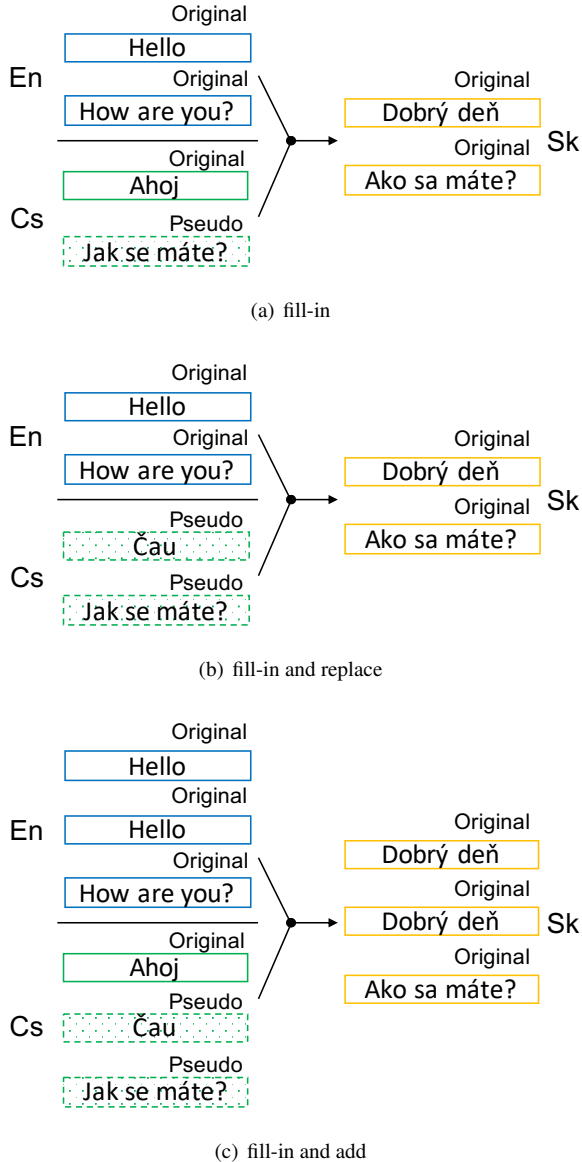 Original
Hello
En
Original
How are you?
Original
Ahoj
Cs
Pseudo
Jak se máte?
Original
Dobrý deň
Original
Sk
Ako sa máte?
(a) fill-in
Original
Hello
En
Original
How are you?
Pseudo
Čau
Cs
Pseudo
Jak se máte?
Original
Dobrý deň
Original
Sk
Ako sa máte?
(b) fill-in and replace
Original
Hello
Original
En
Hello
Original
How are you?
Original
Ahoj
Pseudo
Cs
Čau
Pseudo
Jak se máte?
Original
Dobrý deň
Original
Dobrý deň
Sk
Original
Ako sa máte?
(c) fill-in and add